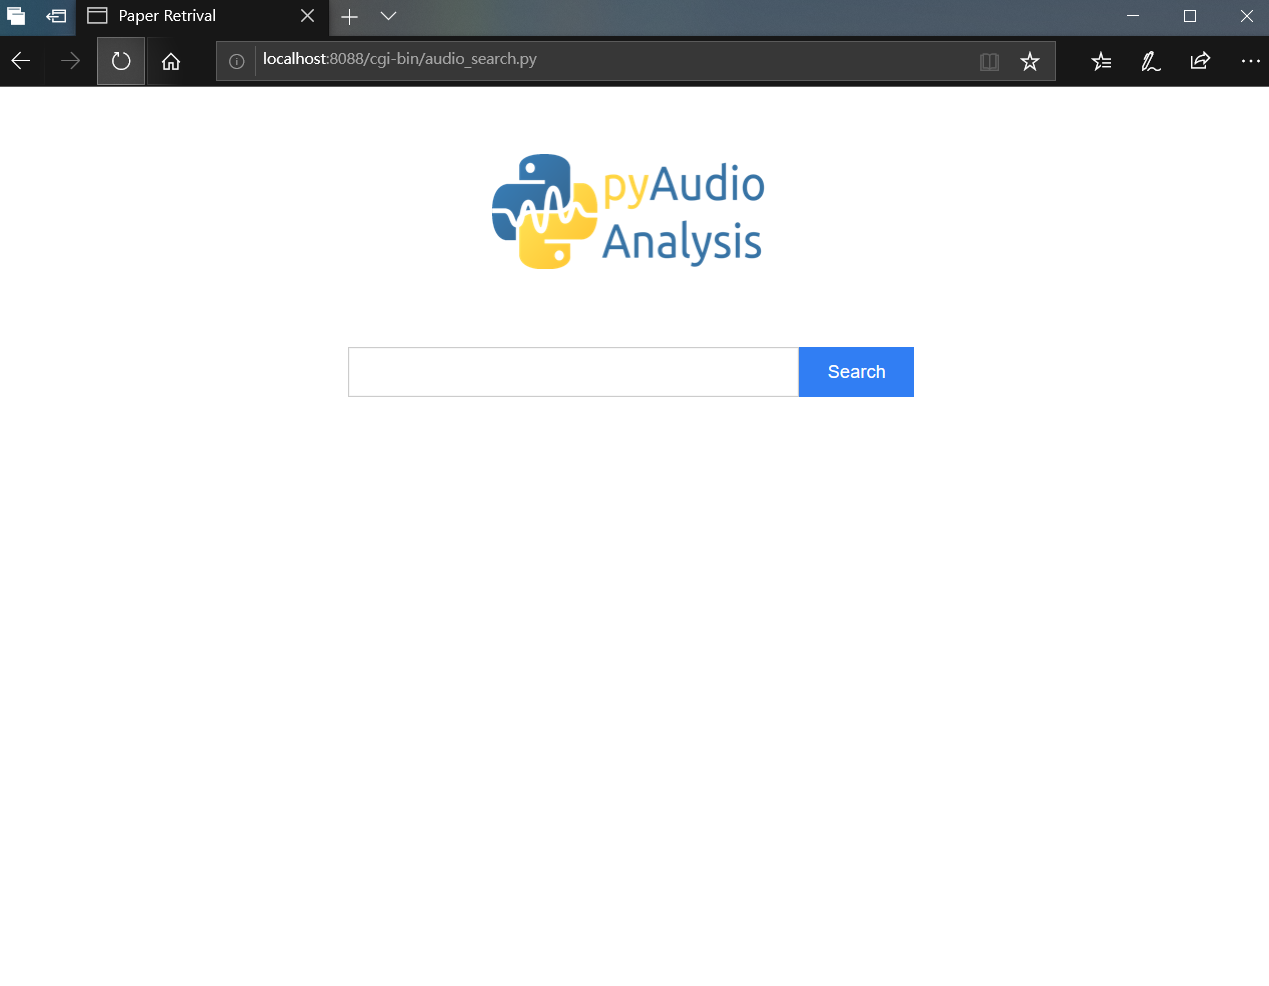 Paper Retrival
localhost:8088/cgi-bin/audio_search.py
pyAudio
Analysis
Search